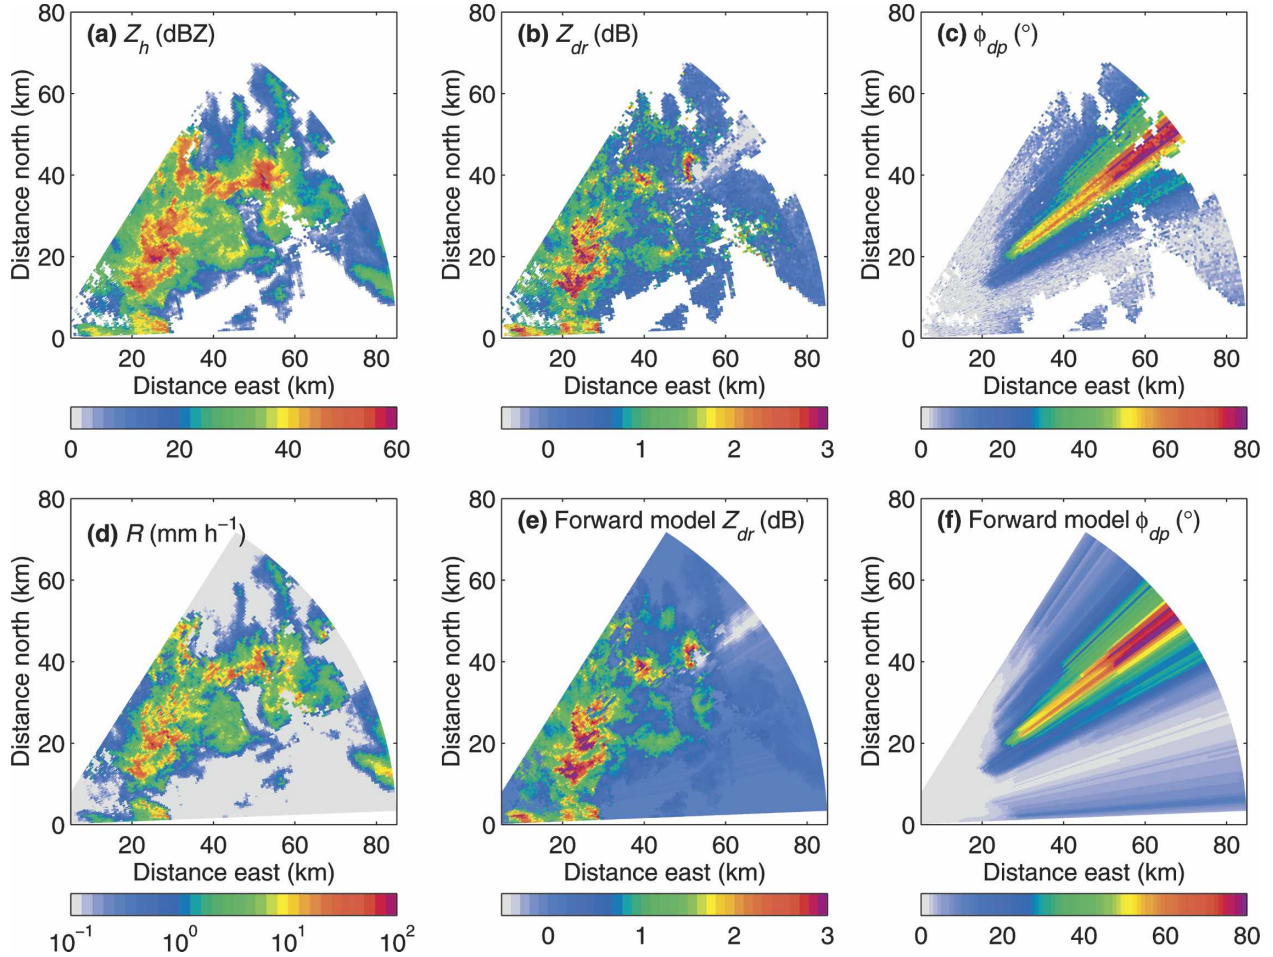 (a) Z_h (dBZ)
80
60
40
20
0
Distance north (km)
20 40 60 80
Distance east (km)
0 20 40 60
(b) Z_dr (dB)
80
60
40
20
0
Distance north (km)
20 40 60 80
Distance east (km)
0 1 2 3
(c) ϕ_dp (°)
80
60
40
20
0
Distance north (km)
20 40 60 80
Distance east (km)
0 20 40 60 80
(d) R (mm h⁻¹)
80
60
40
20
0
Distance north (km)
20 40 60 80
Distance east (km)
10⁻¹ 10⁰ 10¹ 10²
(e) Forward model Z_dr (dB)
80
60
40
20
0
Distance north (km)
20 40 60 80
Distance east (km)
0 1 2 3
(f) Forward model ϕ_dp (°)
80
60
40
20
0
Distance north (km)
20 40 60 80
Distance east (km)
0 20 40 60 80